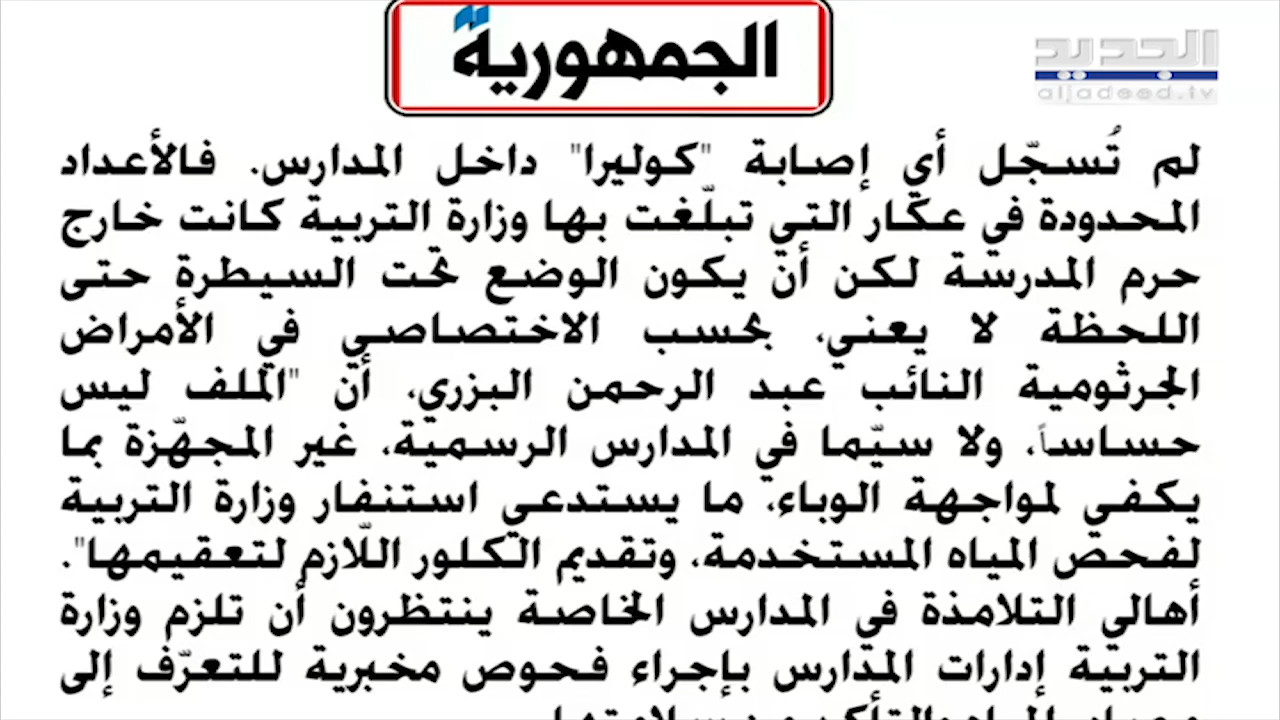 الجمهورية
الجديد
aljadeed.tv
لم تُسجّل أي إصابة "كوليرا" داخل المدارس. فالأعداد
المحدودة في عكّار التي تبلّغت بها وزارة التربية كانت خارج
حرم المدرسة لكن أن يكون الوضع تحت السيطرة حتى
اللحظة لا يعني، بحسب الاختصاصي في الأمراض
الجرثومية النائب عبد الرحمن البزري، أن "الملف ليس
حساساً، ولا سيّما في المدارس الرسمية، غير المجهّزة بما
يكفي لمواجهة الوباء، ما يستدعي استنفار وزارة التربية
لفحص المياه المستخدمة، وتقديم الكلور اللّازم لتعقيمها".
أهالي التلامذة في المدارس الخاصة ينتظرون أن تلزم وزارة
التربية إدارات المدارس بإجراء فحوص مخبرية للتعرّف إلى